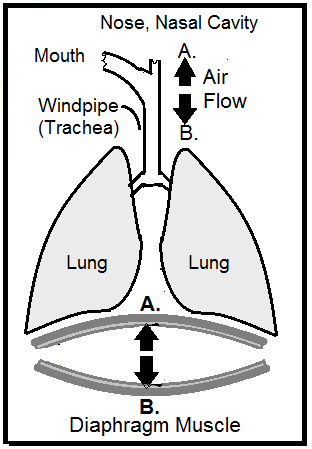 Nose, Nasal Cavity
Mouth
A.
Air
Flow
B.
Windpipe
(Trachea)
Lung
Lung
A.
B.
Diaphragm Muscle